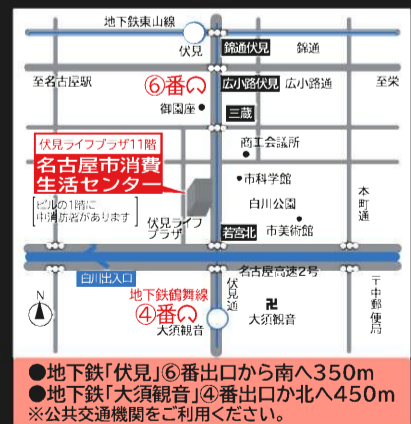 地下鉄東山線
伏見
錦通伏見
錦通
至名古屋駅
⑥番
広小路伏見
広小路通
至栄
御園座
三蔵
伏見ライフプラザ11階
名古屋市消費
生活センター
ビルの1階に
中消防署があります
商工会議所
市科学館
白川公園
本町通
伏見ライフ
プラザ
若宮北
市美術館
白川出入口
名古屋高速2号
N
地下鉄鶴舞線
④番
伏見通
卍
大須観音
大須観音
〒中郵便局
●地下鉄「伏見」⑥番出口から南へ350m
●地下鉄「大須観音」④番出口か北へ450m
※公共交通機関をご利用ください。